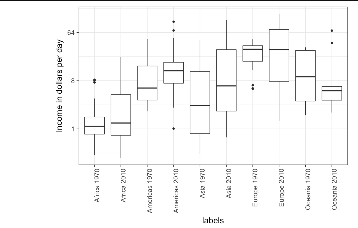 Income in dollars per day
64
8
1
Africa 1970
Africa 2010
Americas 1970
Americas 2010
Asia 1970
Asia 2010
Europe 1970
Europe 2010
Oceania 1970
Oceania 2010
labels